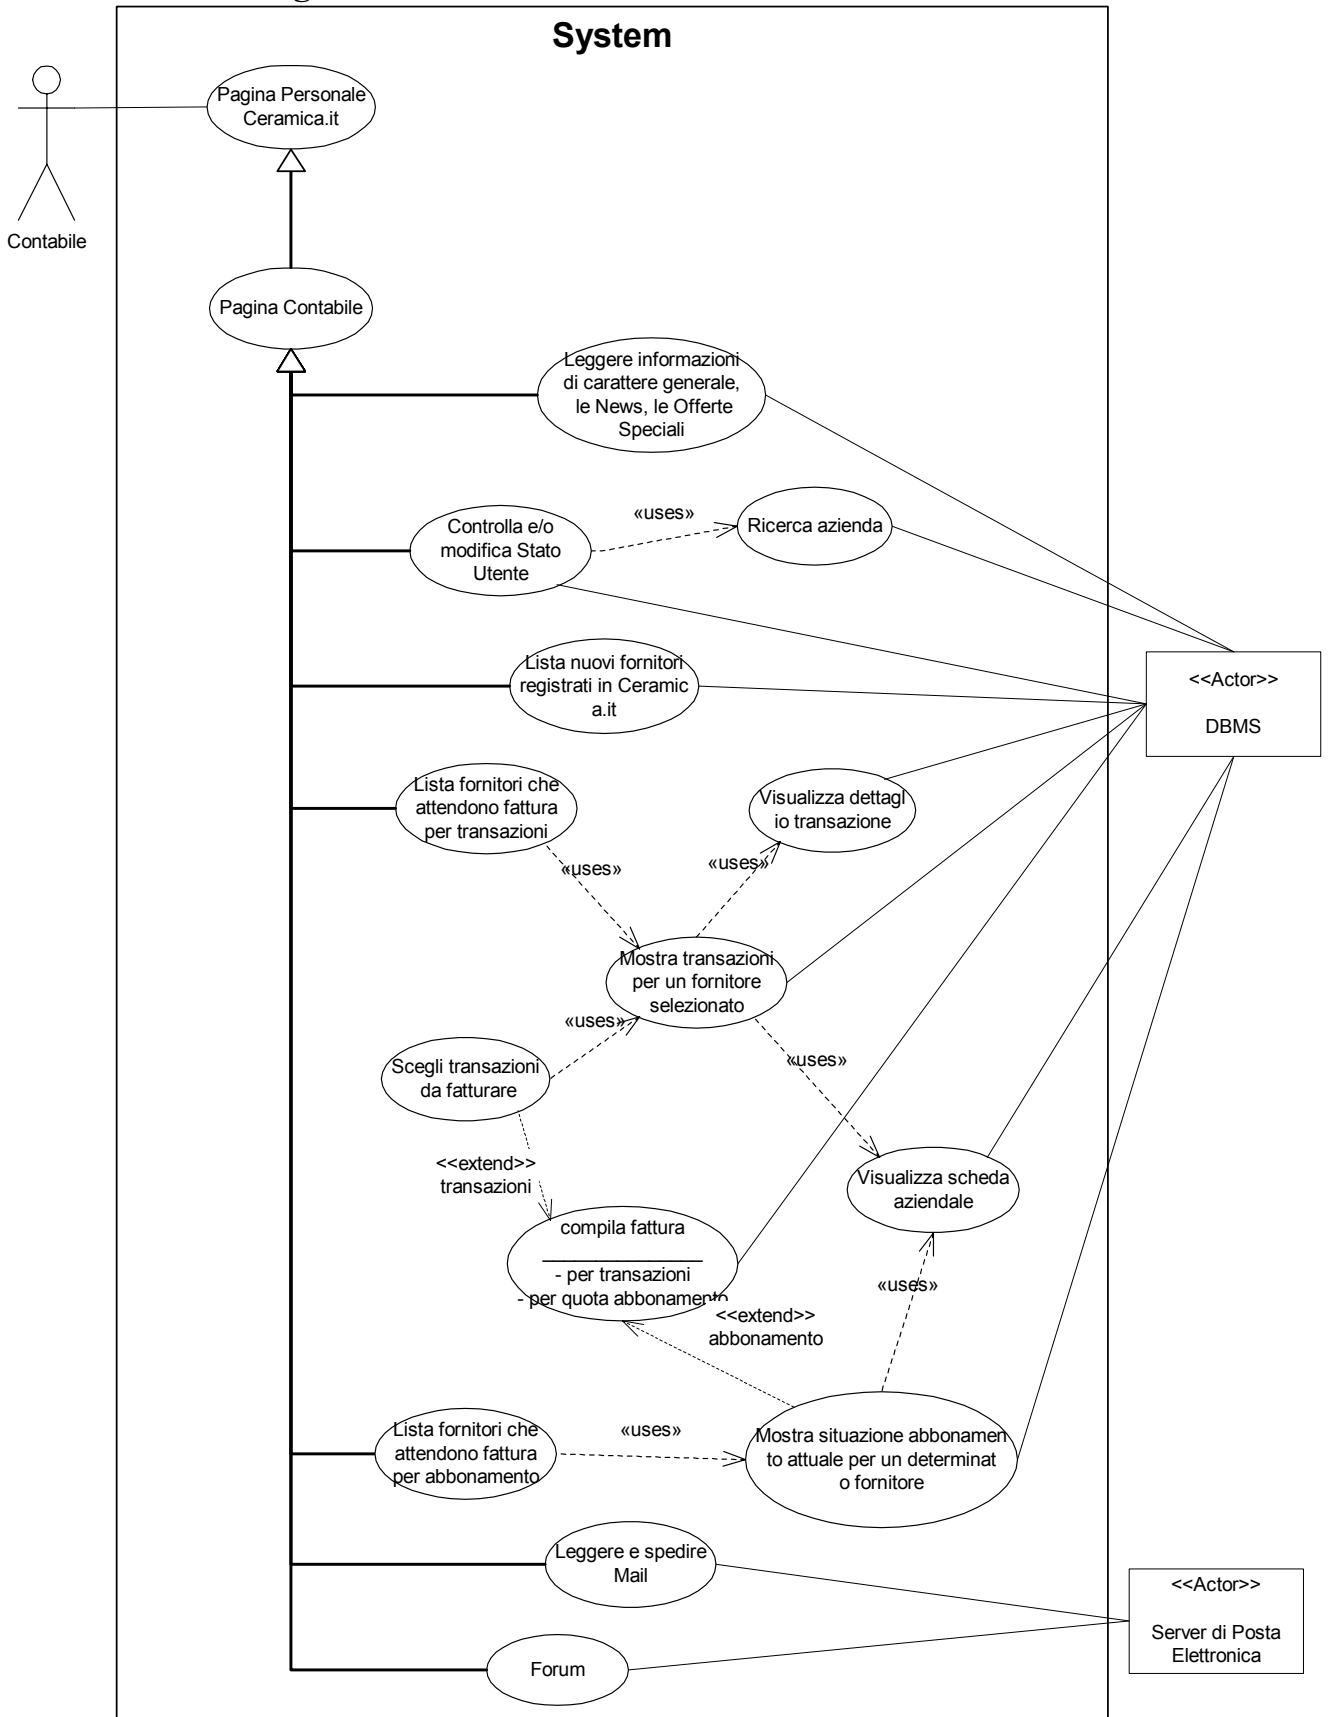 System
Pagina Personale
Ceramica.it
Contabile
Pagina Contabile
Leggere informazioni
di carattere generale,
le News, le Offerte
Speciali
Controlla e/o
modifica Stato
Utente
«uses»
Ricerca azienda
Lista nuovi fornitori
registrati in Ceramic
a.it
<<Actor>>
DBMS
Lista fornitori che
attendono fattura
per transazioni
Visualizza dettagl
io transazione
«uses»
«uses»
Mostra transazioni
per un fornitore
selezionato
«uses»
«uses»
Scegli transazioni
da fatturare
<<extend>>
transazioni
Visualizza scheda
aziendale
compila fattura
- per transazioni
- per quota abbonamento
«uses»
<<extend>>
abbonamento
Lista fornitori che
attendono fattura
per abbonamento
«uses»
Mostra situazione abbonamen
to attuale per un determinat
o fornitore
Leggere e spedire
Mail
<<Actor>>
Server di Posta
Elettronica
Forum